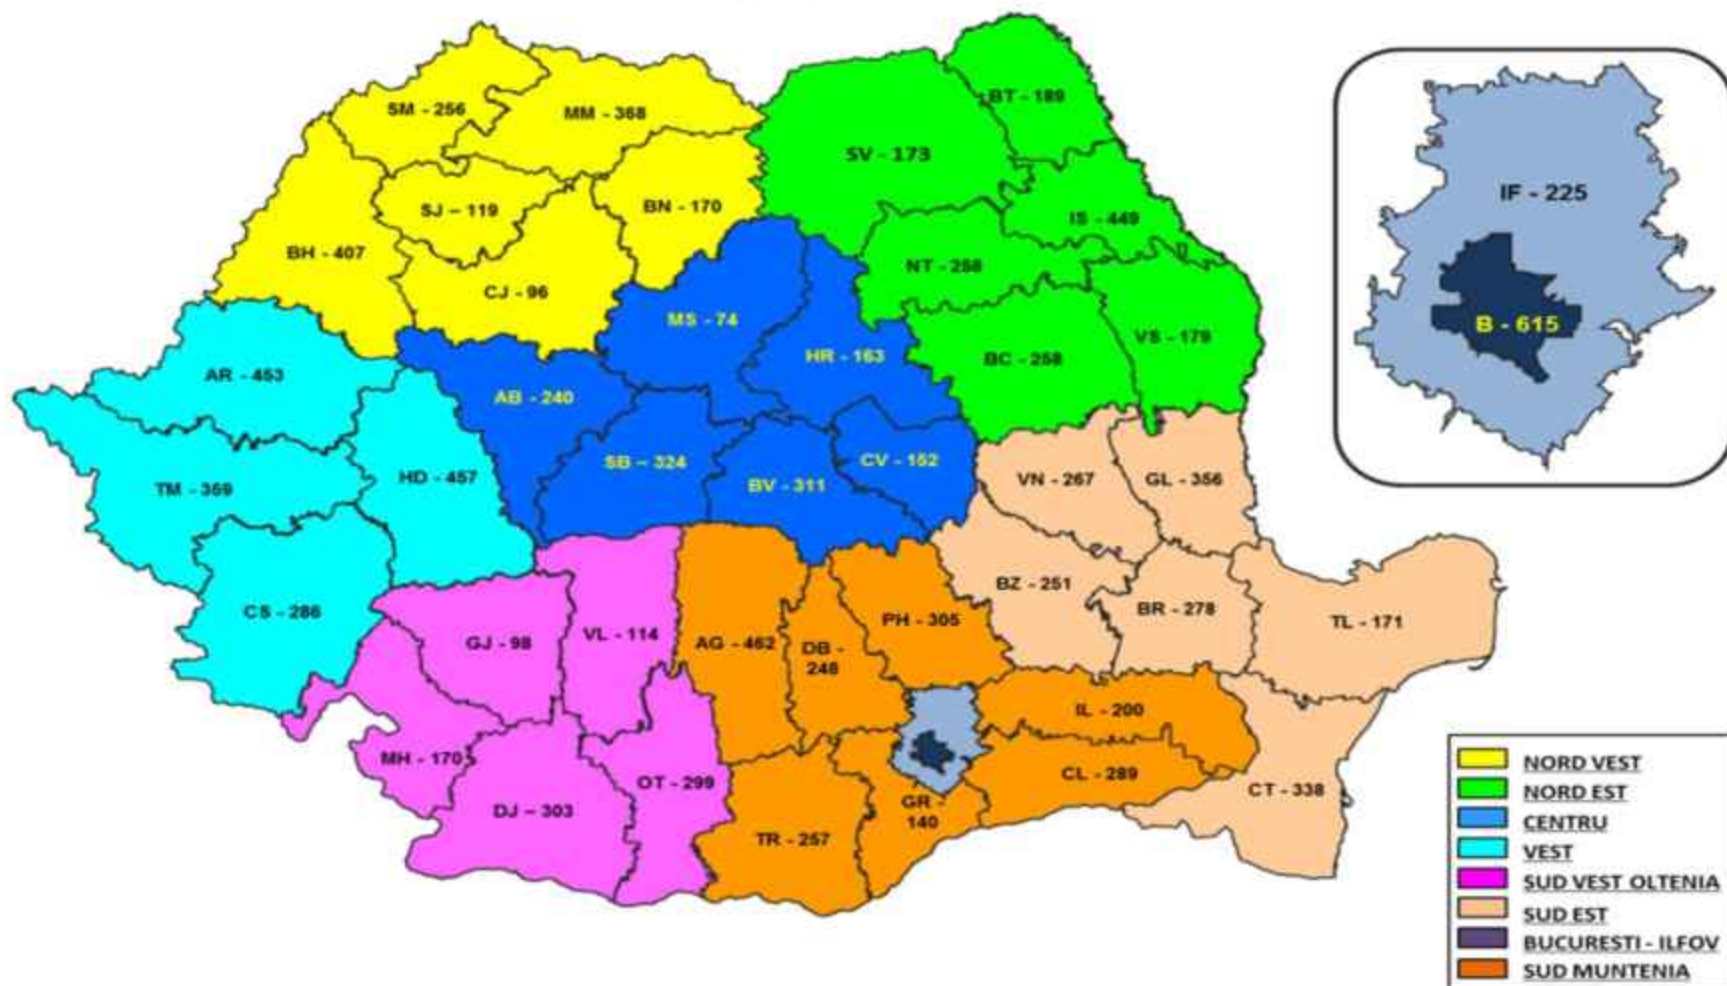 SM - 256
MM - 368
BT - 189
SV - 173
SJ – 119
BN - 170
IS - 449
BH - 407
CJ - 96
NT - 258
MS - 74
HR - 163
BC - 258
VS - 179
AR - 453
AB - 240
TM - 359
HD - 457
SB – 324
BV - 311
CV - 152
VN - 267
GL - 356
CS - 286
GJ - 98
VL - 114
AG - 462
DB -
248
PH - 305
BZ - 251
BR - 278
TL - 171
MH - 170
DJ – 303
OT - 299
TR - 257
GR -
140
IL - 200
CL - 289
CT - 338
IF - 225
B - 615
NORD VEST
NORD EST
CENTRU
VEST
SUD VEST OLTENIA
SUD EST
BUCURESTI - ILFOV
SUD MUNTENIA